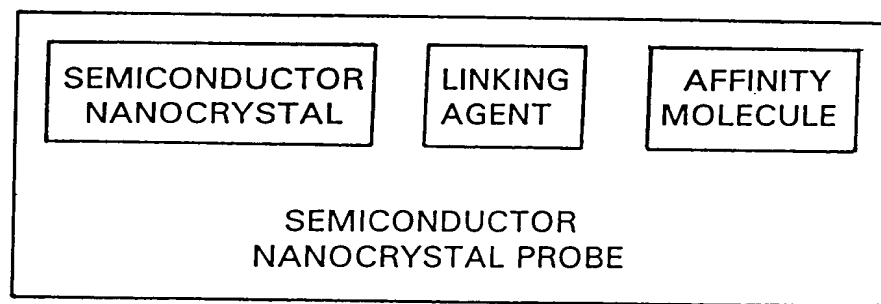 SEMICONDUCTOR
NANOCRYSTAL
LINKING
AGENT
AFFINITY
MOLECULE
SEMICONDUCTOR
NANOCRYSTAL PROBE